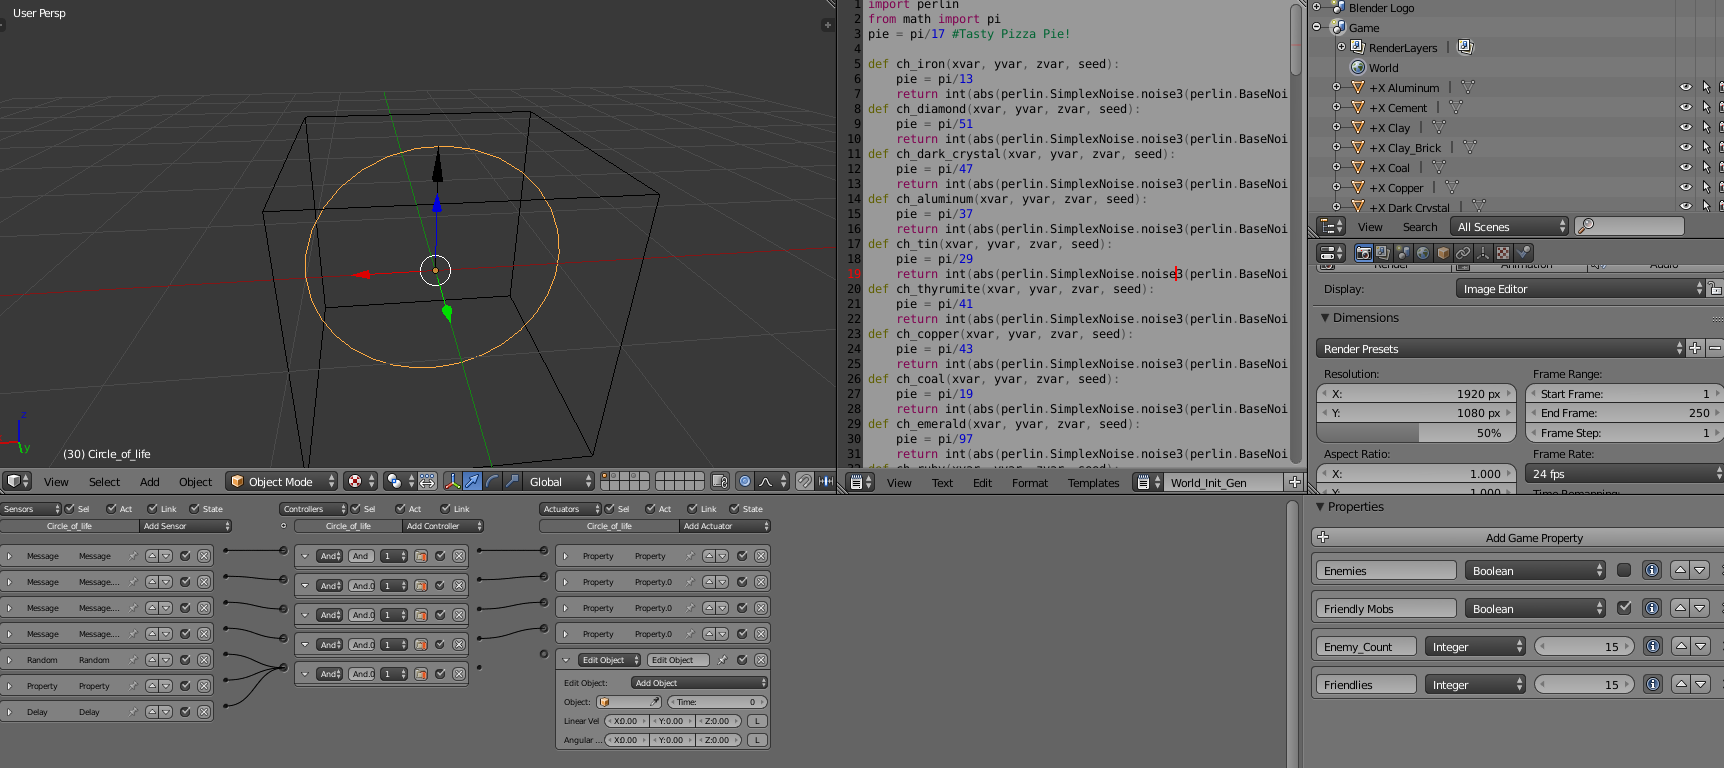 User Persp
(30) Circle_of_life
z
y
View Select Add Object Object Mode Global
1 import perlin
2 from math import pi
3 pie = pi/17 #Tasty Pizza Pie!
4
5 def ch_iron(xvar, yvar, zvar, seed):
6 pie = pi/13
7 return int(abs(perlin.SimplexNoise.noise3(perlin.BaseNoi
8 def ch_diamond(xvar, yvar, zvar, seed):
9 pie = pi/51
10 return int(abs(perlin.SimplexNoise.noise3(perlin.BaseNoi
11 def ch_dark_crystal(xvar, yvar, zvar, seed):
12 pie = pi/47
13 return int(abs(perlin.SimplexNoise.noise3(perlin.BaseNoi
14 def ch_aluminum(xvar, yvar, zvar, seed):
15 pie = pi/37
16 return int(abs(perlin.SimplexNoise.noise3(perlin.BaseNoi
17 def ch_tin(xvar, yvar, zvar, seed):
18 pie = pi/29
19 return int(abs(perlin.SimplexNoise.noise3(perlin.BaseNoi
20 def ch_thyrumite(xvar, yvar, zvar, seed):
21 pie = pi/41
22 return int(abs(perlin.SimplexNoise.noise3(perlin.BaseNoi
23 def ch_copper(xvar, yvar, zvar, seed):
24 pie = pi/43
25 return int(abs(perlin.SimplexNoise.noise3(perlin.BaseNoi
26 def ch_coal(xvar, yvar, zvar, seed):
27 pie = pi/19
28 return int(abs(perlin.SimplexNoise.noise3(perlin.BaseNoi
29 def ch_emerald(xvar, yvar, zvar, seed):
30 pie = pi/97
31 return int(abs(perlin.SimplexNoise.noise3(perlin.BaseNoi
View Text Edit Format Templates World_Init_Gen
Blender Logo
Game
RenderLayers
World
+X Aluminum
+X Cement
+X Clay
+X Clay_Brick
+X Coal
+X Copper
+X Dark Crystal
View Search All Scenes
Render Animation Audio
Display: Image Editor
Dimensions
Render Presets
Resolution: Frame Range:
X: 1920 px Start Frame: 1
Y: 1080 px End Frame: 250
50% Frame Step: 1
Aspect Ratio: Frame Rate:
X: 1.000 24 fps
Y: 1.000 Time Remapping:
Sensors Sel Act Link State Controllers Sel Act Link Actuators Sel Act Link State
Circle_of_life Add Sensor Circle_of_life Add Controller Circle_of_life Add Actuator
Message Message And And 1 Property Property
Message Message.... And And.0 1 Property Property.0
Message Message.... And And.0 1 Property Property.0
Message Message.... And And.0 1 Property Property.0
Random Random And And.0 1 Edit Object Edit Object
Property Property Edit Object: Add Object
Delay Delay Object: Time: 0
Linear Vel X:0.00 Y:0.00 Z:0.00 L
Angular ... X:0.00 Y:0.00 Z:0.00 L
Properties
Add Game Property
Enemies Boolean
Friendly Mobs Boolean
Enemy_Count Integer 15
Friendlies Integer 15